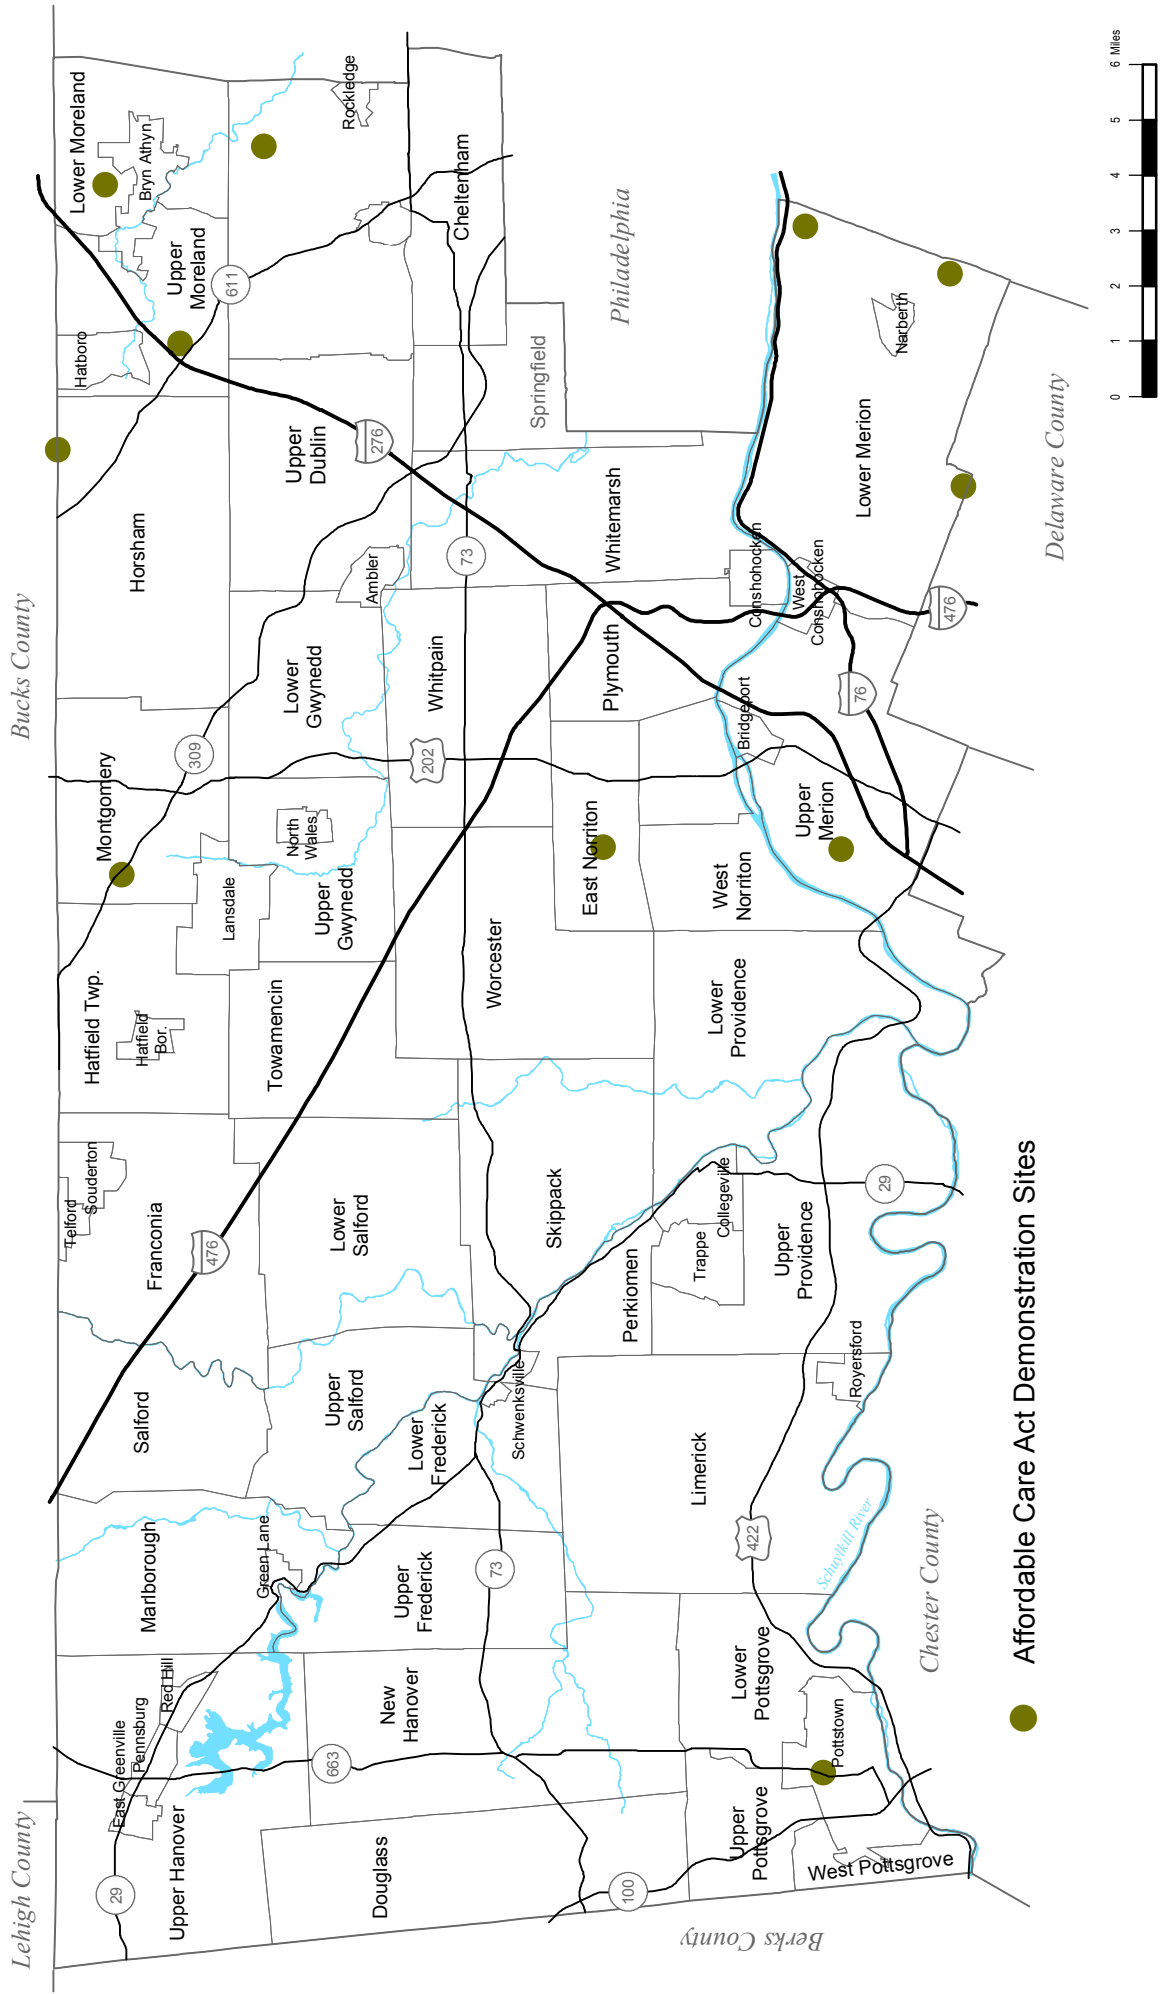 Lehigh County
Bucks County
Berks County
Chester County
Delaware County
Philadelphia
Upper Hanover
East Greenville
Pennsburg
Red Hill
Marlborough
Green Lane
Salford
Franconia
Telford
Souderton
Hatfield Twp.
Hatfield
Bor.
Montgomery
Lansdale
Horsham
Hatboro
Upper
Moreland
Lower Moreland
Bryn Athyn
Rockledge
Cheltenham
Springfield
Upper
Dublin
Ambler
Lower
Gwynedd
North
Wales
Upper
Gwynedd
Towamencin
Lower
Salford
Upper
Salford
Lower
Frederick
Upper
Frederick
New
Hanover
Douglass
Schwenksville
Skippack
Worcester
Whitpain
Whitemarsh
Plymouth
East Norriton
West
Norriton
Lower
Providence
Perkiomen
Trappe
Collegeville
Upper
Providence
Royersford
Limerick
Lower
Pottsgrove
Pottstown
Upper
Pottsgrove
West Pottsgrove
Conshohocken
West
Conshohocken
Bridgeport
Upper
Merion
Lower Merion
Narberth
Schuylkill River
29
663
100
73
422
476
29
309
202
73
276
611
476
76
0 1 2 3 4 5 6 Miles
Affordable Care Act Demonstration Sites